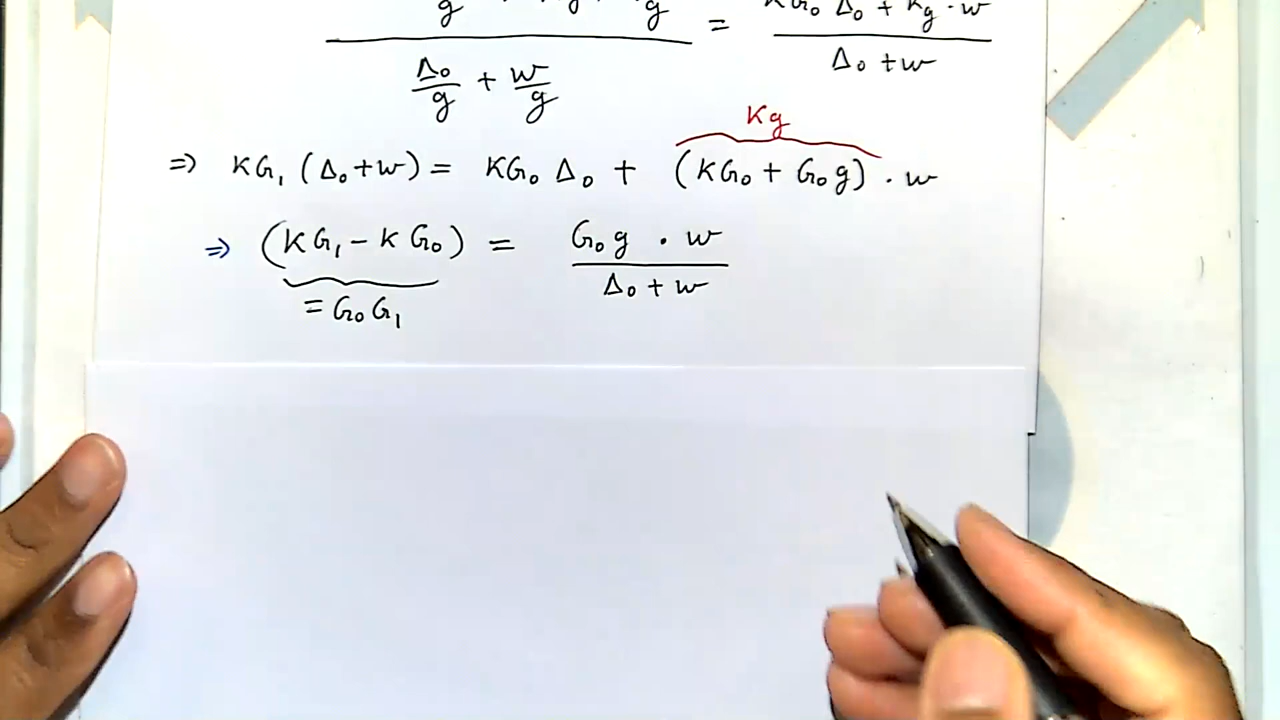 g g = KG₀ Δ₀ + Kg · w / Δ₀ + w
Δ₀/g + w/g
Kg
⇒ KG₁ (Δ₀+w) = KG₀ Δ₀ + (KG₀ + G₀g) · w
⇒ (KG₁ - KG₀) = G₀g · w / Δ₀ + w
= G₀G₁